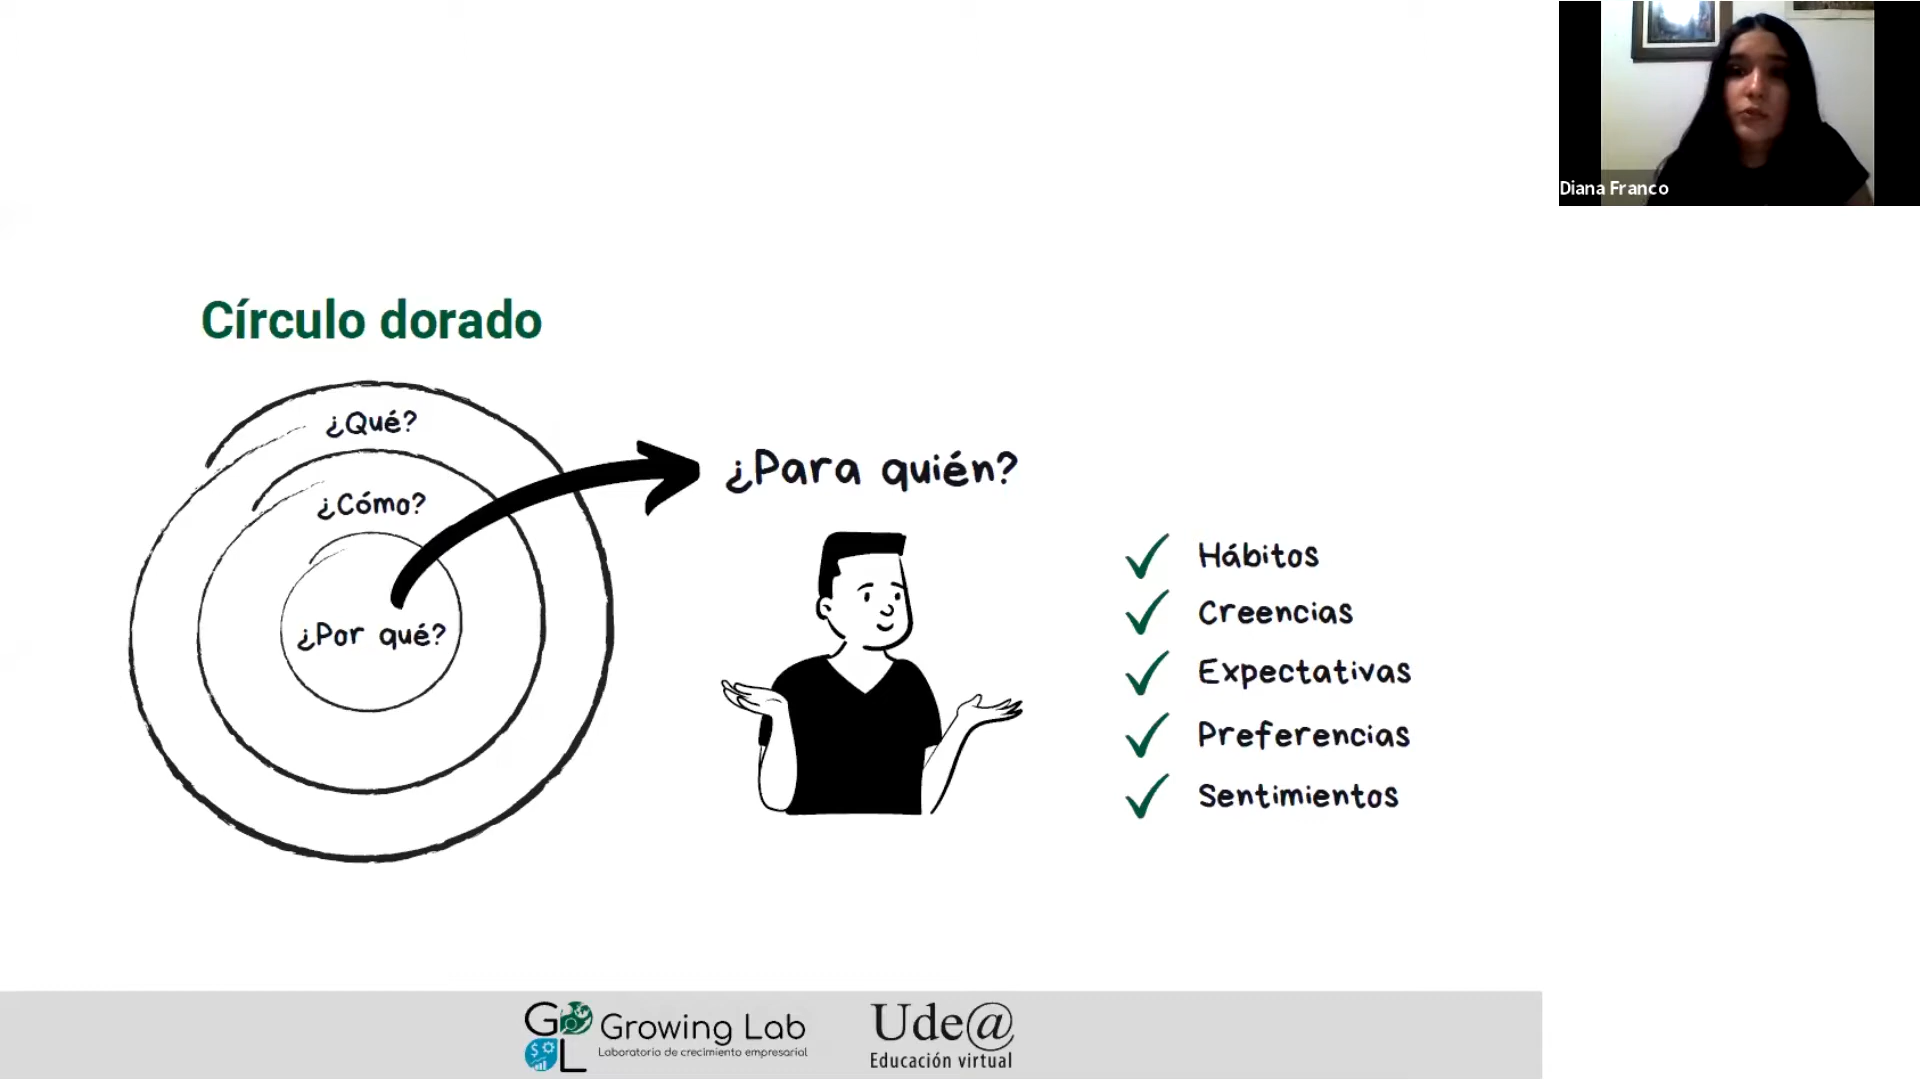 Diana Franco
Círculo dorado
¿Qué?
¿Cómo?
¿Por qué?
¿Para quién?
Hábitos
Creencias
Expectativas
Preferencias
Sentimientos
GL
Growing Lab
Laboratorio de crecimiento empresarial
Ude@
Educación virtual